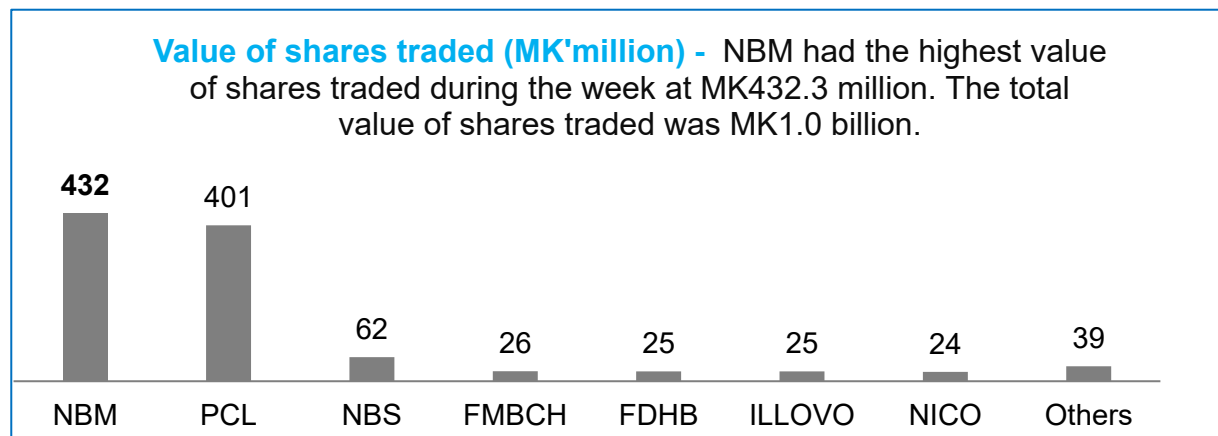 Value of shares traded (MK'million) - NBM had the highest value
of shares traded during the week at MK432.3 million. The total
value of shares traded was MK1.0 billion.
432
401
62
26
25
25
24
39
NBM
PCL
NBS
FMBCH
FDHB
ILLOVO
NICO
Others